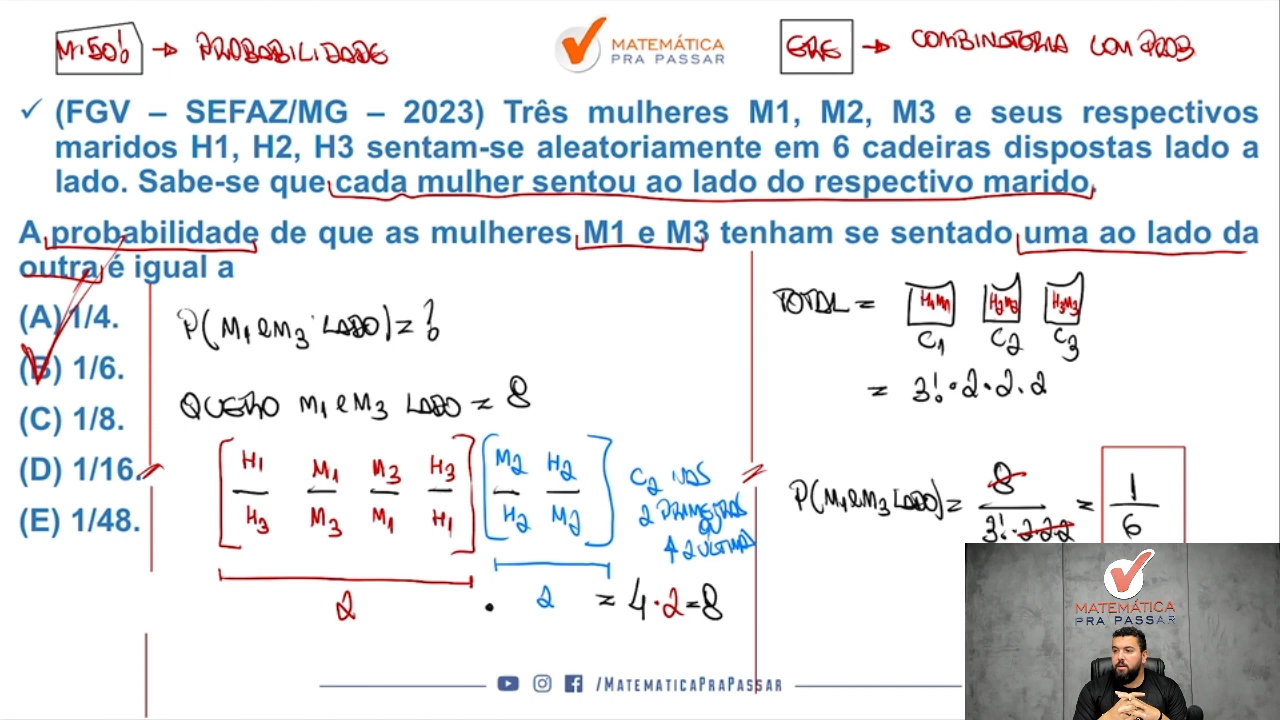 M·50! → PROBABILIDADE
MATEMÁTICA
PRA PASSAR
→ COMBINATÓRIA COM PROB
✓ (FGV – SEFAZ/MG – 2023) Três mulheres M1, M2, M3 e seus respectivos
maridos H1, H2, H3 sentam-se aleatoriamente em 6 cadeiras dispostas lado a
lado. Sabe-se que cada mulher sentou ao lado do respectivo marido.
A probabilidade de que as mulheres M1 e M3 tenham se sentado uma ao lado da
outra é igual a
(A) 1/4.
(B) 1/6.
(C) 1/8.
(D) 1/16.
(E) 1/48.
P(M1 e M3 LADO) = ?
QUERO M1 e M3 LADO = 8
H1 M1 M3 H3 M2 H2
H3 M3 M1 H1 H2 M2
C2 NAS
2 PRIMEIRAS
OU
2 ÚLTIMAS
2 · 2 = 4 · 2 = 8
TOTAL = H1M1 H2M2 H3M3
C1 C2 C3
= 3! · 2 · 2 · 2
P(M1 e M3 LADO) = 8 / 3! · 2·2·2 = 1 / 6
MATEMÁTICA
PRA PASSAR
/MatematicaPraPassar